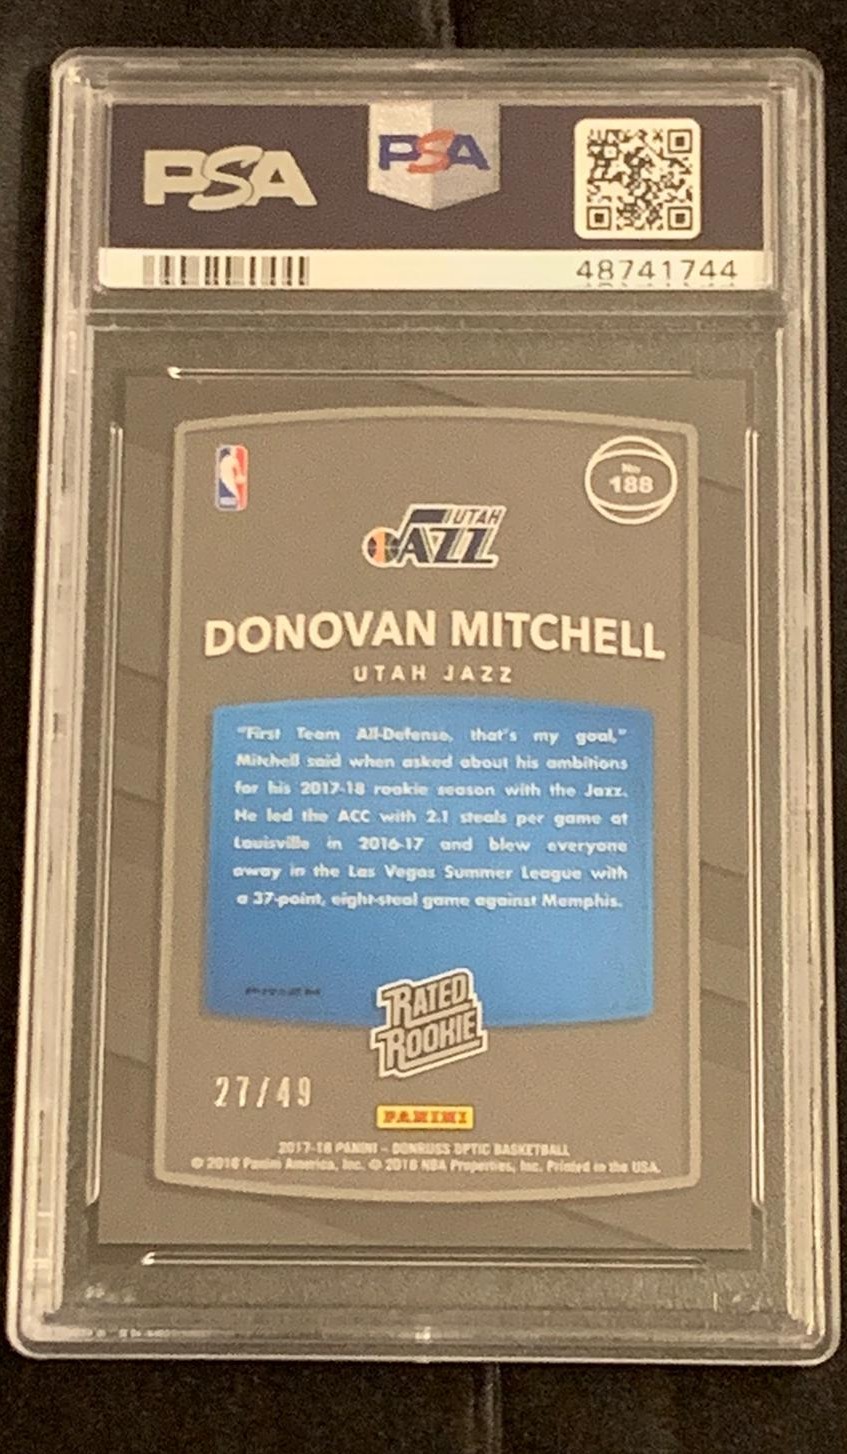 PSA PSA
48741744
No
188
UTAH
JAZZ
DONOVAN MITCHELL
UTAH JAZZ
"First Team All-Defense, that's my goal,"
Mitchell said when asked about his ambitions
for his 2017-18 rookie season with the Jazz.
He led the ACC with 2.1 steals per game at
Louisville in 2016-17 and blew everyone
away in the Las Vegas Summer League with
a 37-point, eight-steal game against Memphis.
RATED
ROOKIE
27/49
PANINI
2017-18 PANINI – DONRUSS OPTIC BASKETBALL
© 2018 Panini America, Inc. © 2018 NBA Properties, Inc. Printed in the USA.